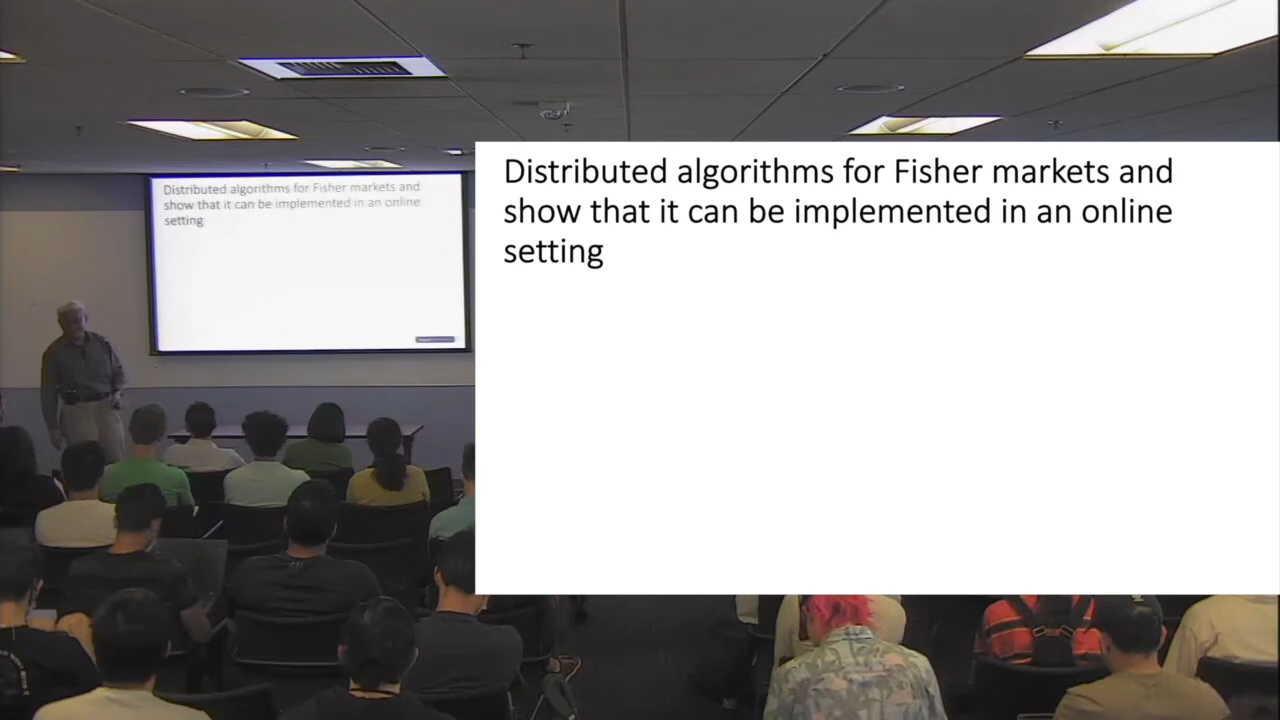 Distributed algorithms for Fisher markets and
show that it can be implemented in an online
setting
Distributed algorithms for Fisher markets and
show that it can be implemented in an online
setting